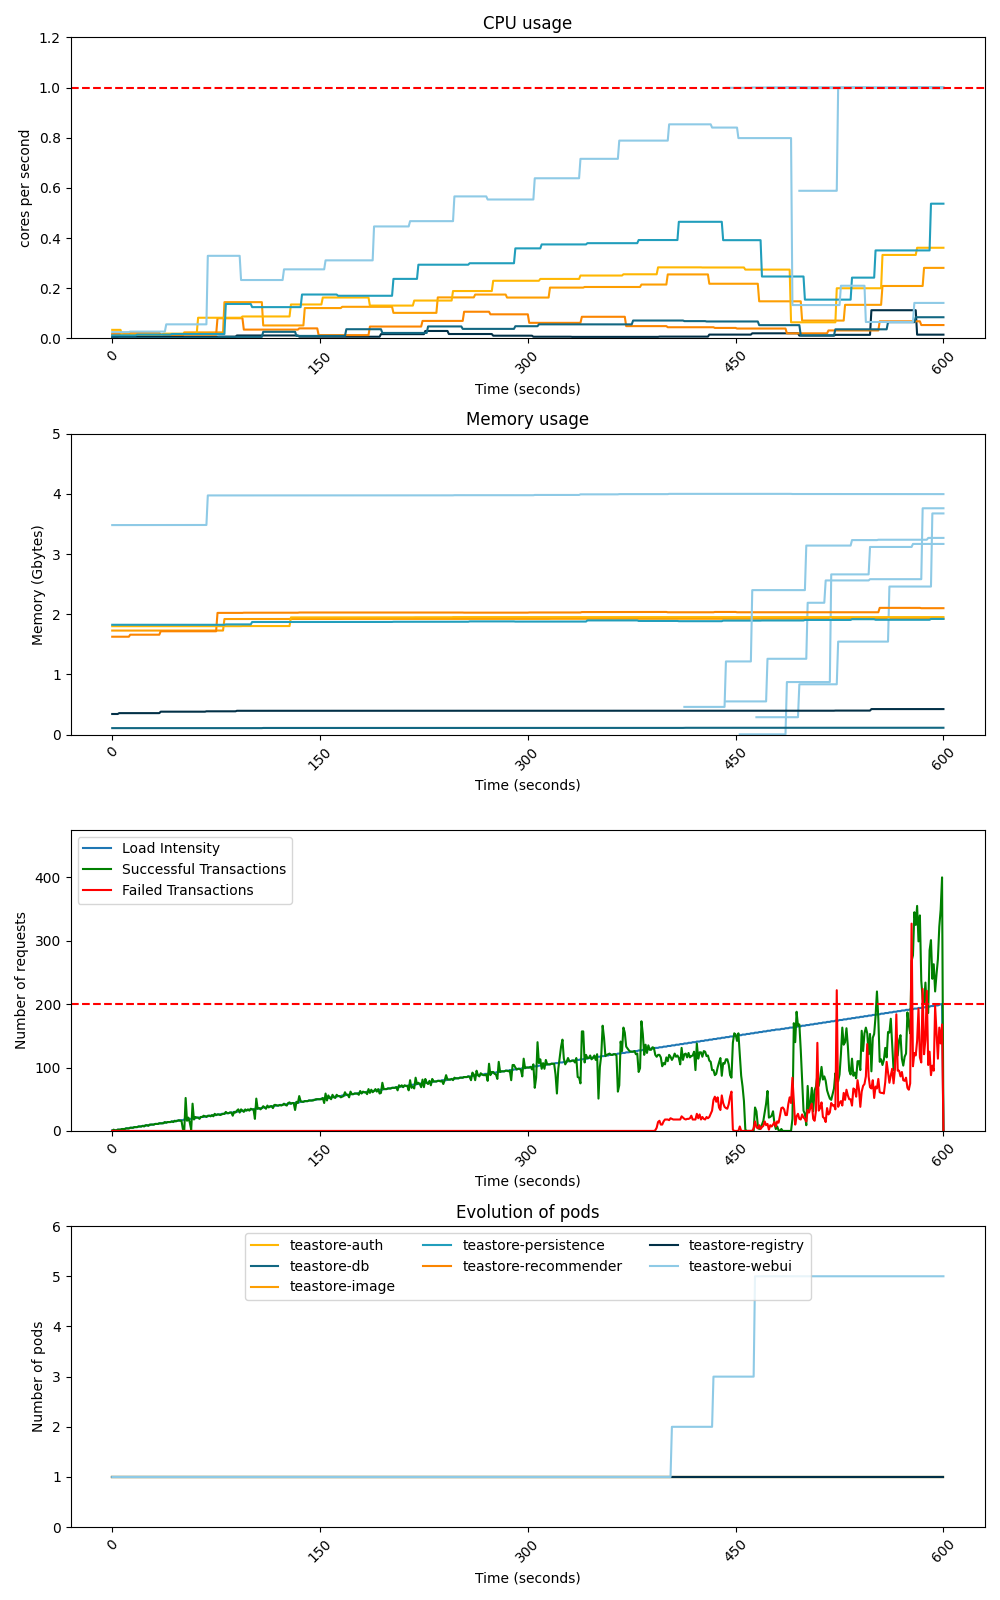 CPU usage
cores per second
1.2
1.0
0.8
0.6
0.4
0.2
0.0
0 150 300 450 600
Time (seconds)
Memory usage
Memory (Gbytes)
5
4
3
2
1
0
0 150 300 450 600
Time (seconds)
Number of requests
400
300
200
100
0
Load Intensity
Successful Transactions
Failed Transactions
0 150 300 450 600
Time (seconds)
Evolution of pods
Number of pods
6
5
4
3
2
1
0
teastore-auth teastore-persistence teastore-registry
teastore-db teastore-recommender teastore-webui
teastore-image
0 150 300 450 600
Time (seconds)